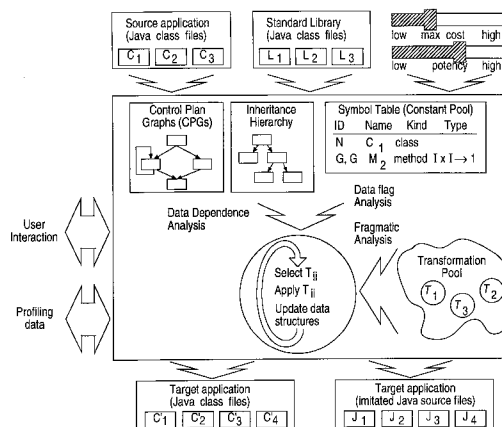 Source application
(Java class files)
C1 C2 C3
Standard Library
(Java class files)
L1 L2 L3
low max cost high
low potency high
Control Plan
Graphs (CPGs)
Inheritance
Hierarchy
Symbol Table (Constant Pool)
ID Name Kind Type
N C1 class
G, G M2 method I x I → 1
Data Dependence
Analysis
Data flag
Analysis
Fragmatic
Analysis
User
Interaction
Profiling
data
Select Tii
Apply Tii
Update data
structures
Transformation
Pool
T1 T2
T3
Target application
(Java class files)
C'1 C'2 C'3 C'4
Target application
(imitated Java source files)
J1 J2 J3 J4